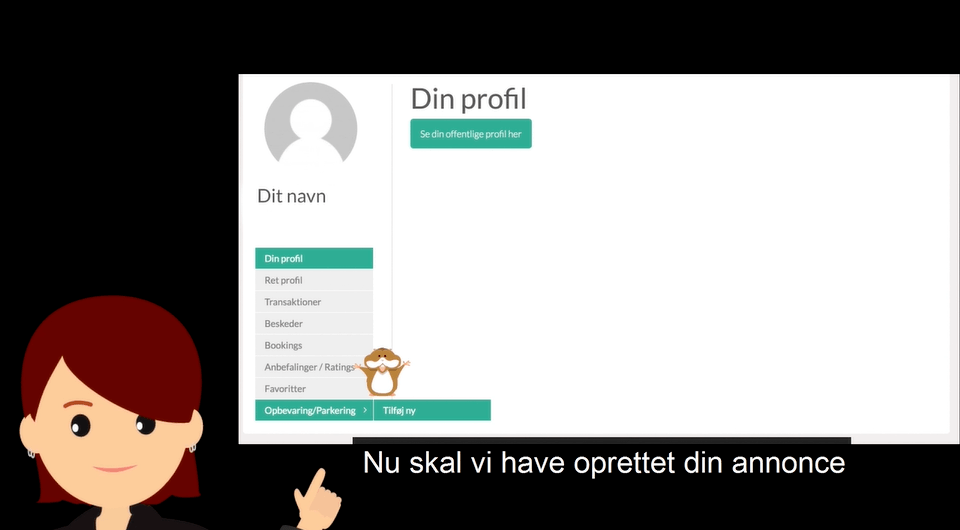 Din profil
Se din offentlige profil her
Dit navn
Din profil
Ret profil
Transaktioner
Beskeder
Bookings
Anbefalinger / Ratings
Favoritter
Opbevaring/Parkering > Tilføj ny
Nu skal vi have oprettet din annonce